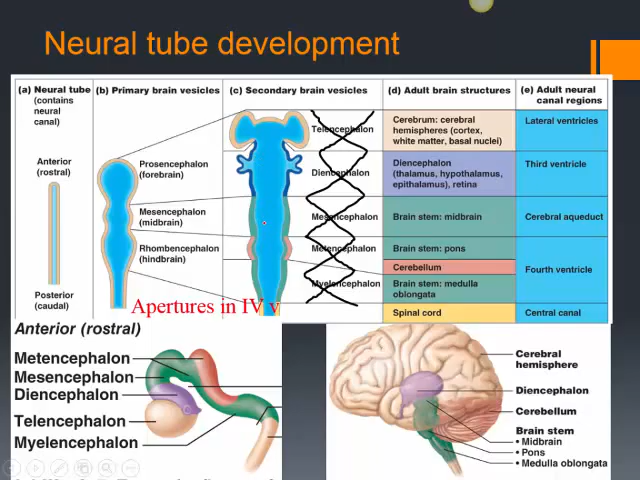 Neural tube development
(a) Neural tube
(contains
neural
canal)
(b) Primary brain vesicles
(c) Secondary brain vesicles
(d) Adult brain structures
(e) Adult neural
canal regions
Anterior
(rostral)
Posterior
(caudal)
Prosencephalon
(forebrain)
Mesencephalon
(midbrain)
Rhombencephalon
(hindbrain)
Telencephalon
Diencephalon
Mesencephalon
Metencephalon
Myelencephalon
Cerebrum: cerebral
hemispheres (cortex,
white matter, basal nuclei)
Diencephalon
(thalamus, hypothalamus,
epithalamus), retina
Brain stem: midbrain
Brain stem: pons
Cerebellum
Brain stem: medulla
oblongata
Spinal cord
Lateral ventricles
Third ventricle
Cerebral aqueduct
Fourth ventricle
Central canal
Apertures in IV v
Anterior (rostral)
Metencephalon
Mesencephalon
Diencephalon
Telencephalon
Myelencephalon
Cerebral
hemisphere
Diencephalon
Cerebellum
Brain stem
• Midbrain
• Pons
• Medulla oblongata